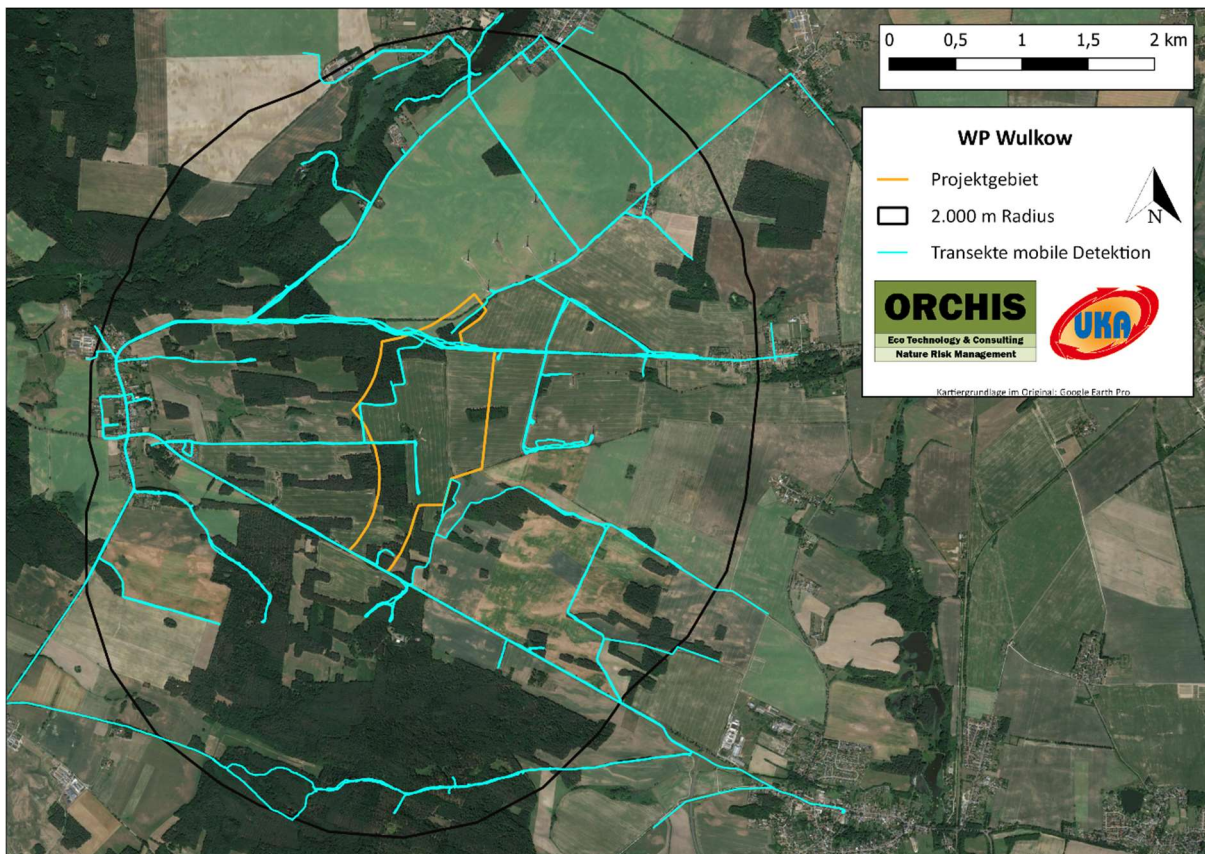 0 0,5 1 1,5 2 km
WP Wulkow
Projektgebiet
2.000 m Radius
Transekte mobile Detektion
N
ORCHIS
Eco Technology & Consulting
Nature Risk Management
UKA
Kartiergrundlage im Original: Google Earth Pro